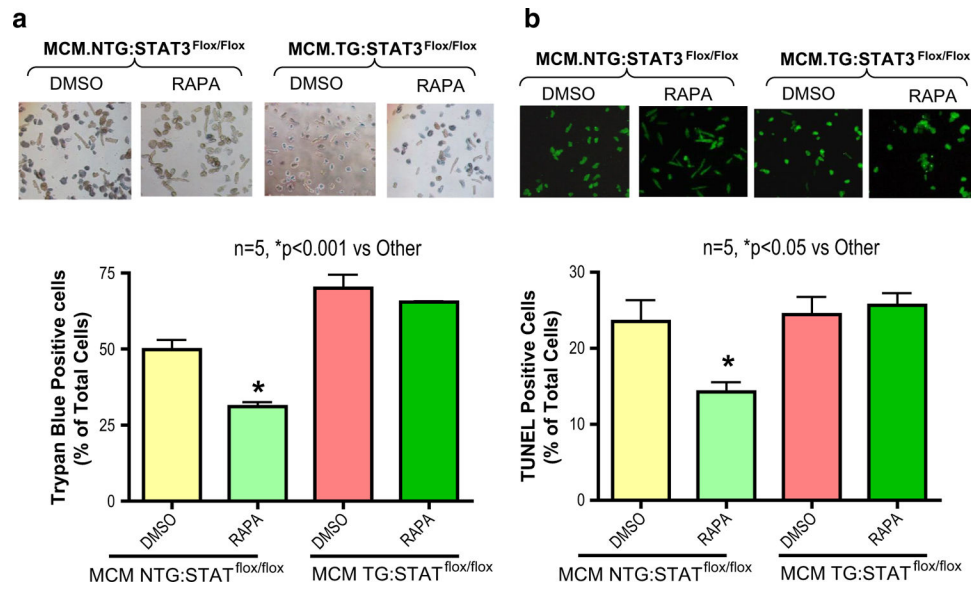 a
MCM.NTG:STAT3Flox/Flox MCM.TG:STAT3Flox/Flox
DMSO RAPA DMSO RAPA
n=5, *p<0.001 vs Other
Trypan Blue Positive cells
(% of Total Cells)
75
50
25
0
*
DMSO RAPA DMSO RAPA
MCM NTG:STATflox/flox MCM TG:STATflox/flox
b
MCM.NTG:STAT3Flox/Flox MCM.TG:STAT3Flox/Flox
DMSO RAPA DMSO RAPA
n=5, *p<0.05 vs Other
TUNEL Positive Cells
(% of Total Cells)
30
20
10
0
*
DMSO RAPA DMSO RAPA
MCM NTG:STATflox/flox MCM TG:STATflox/flox